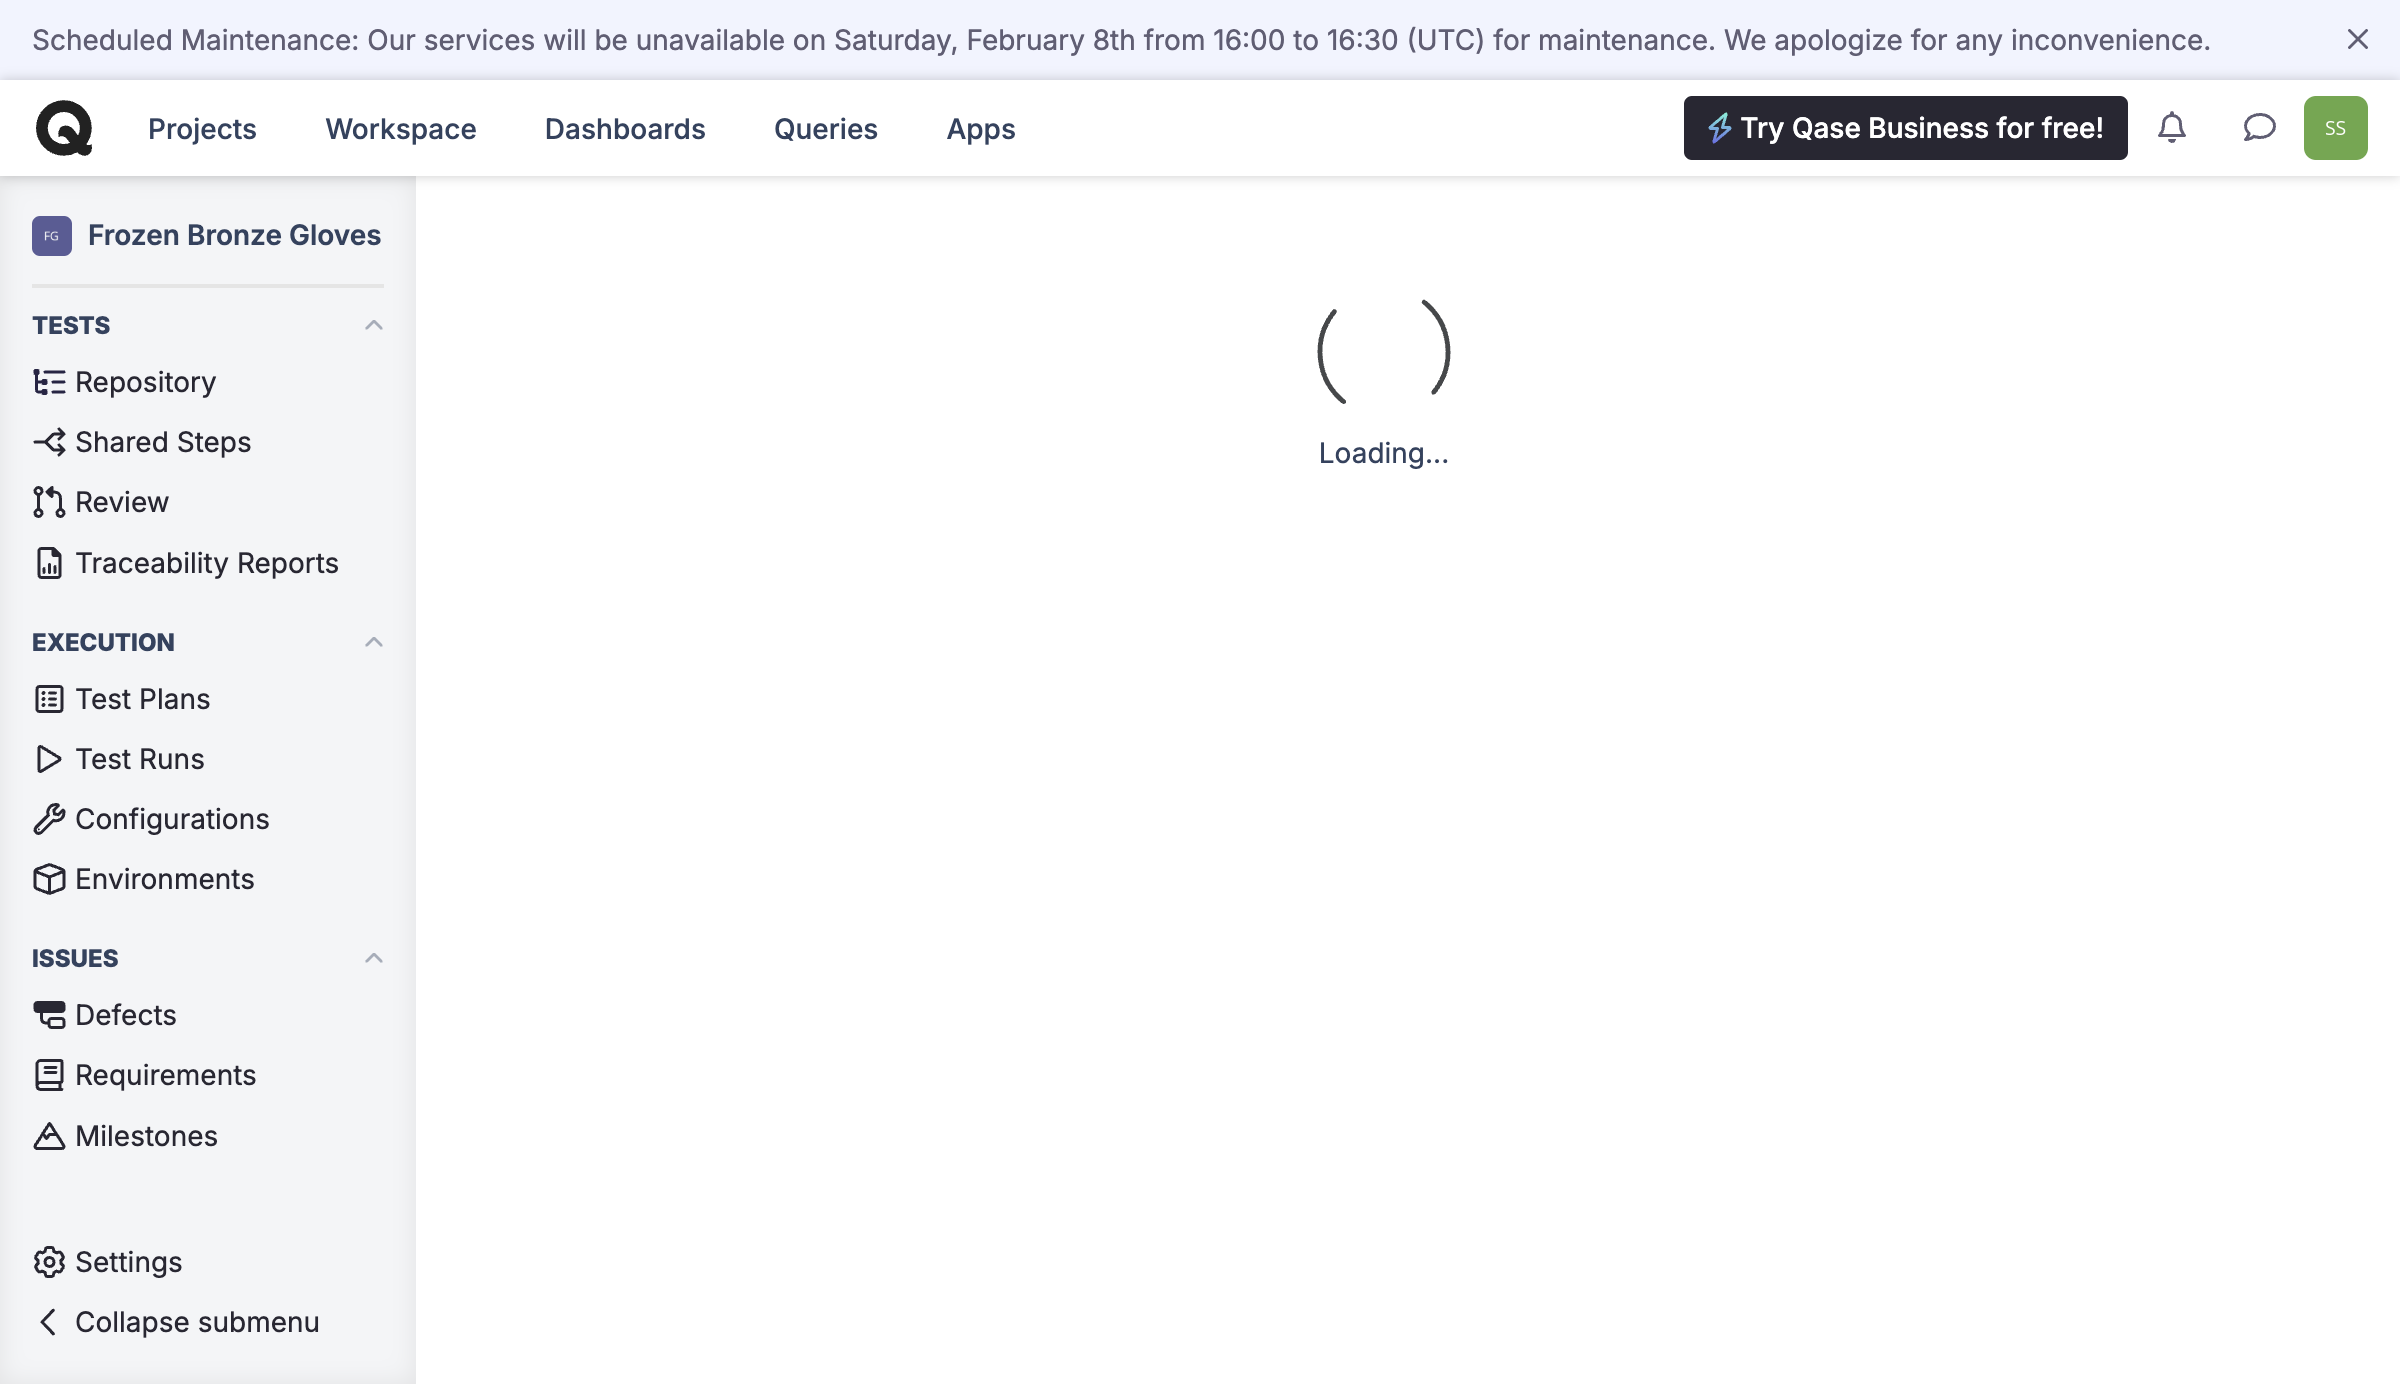 Scheduled Maintenance: Our services will be unavailable on Saturday, February 8th from 16:00 to 16:30 (UTC) for maintenance. We apologize for any inconvenience.
Projects Workspace Dashboards Queries Apps Try Qase Business for free! SS
FG Frozen Bronze Gloves
TESTS
Repository
Shared Steps
Review
Traceability Reports
EXECUTION
Test Plans
Test Runs
Configurations
Environments
ISSUES
Defects
Requirements
Milestones
Settings
Collapse submenu
Loading...